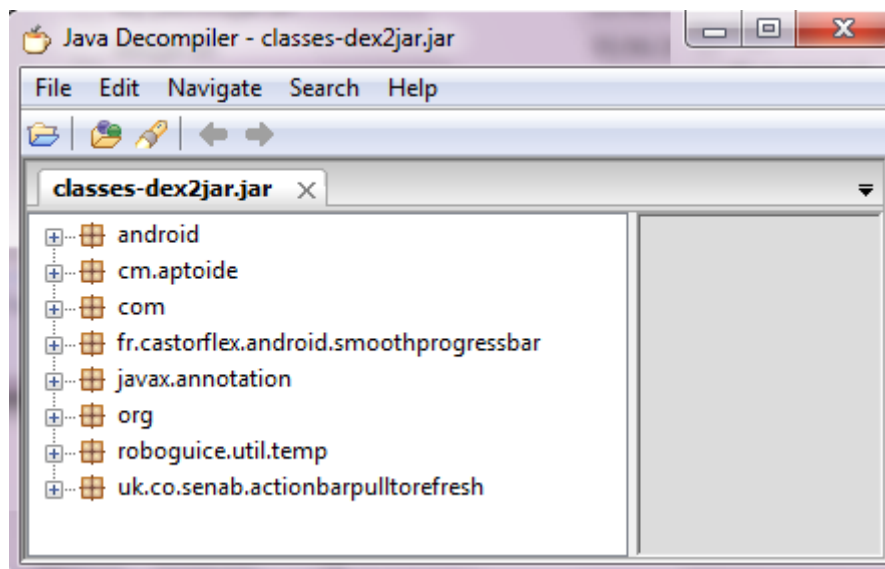 Java Decompiler - classes-dex2jar.jar
File Edit Navigate Search Help
classes-dex2jar.jar
android
cm.aptoide
com
fr.castorflex.android.smoothprogressbar
javax.annotation
org
roboguice.util.temp
uk.co.senab.actionbarpulltorefresh